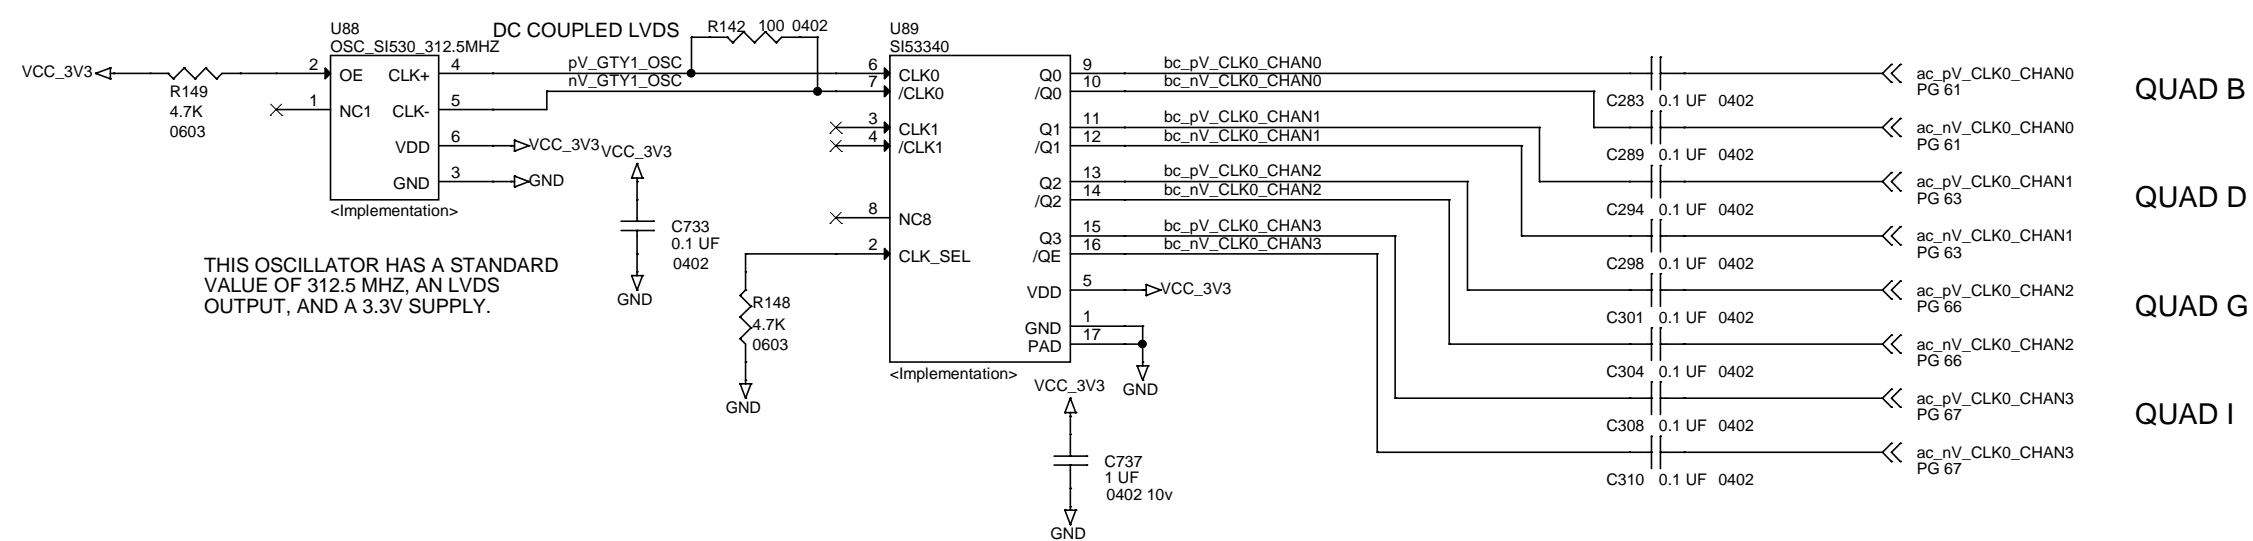 U88
OSC_SI530_312.5MHZ
DC COUPLED LVDS
R142 100 0402
U89
SI53340
VCC_3V3
R149
4.7K
0603
2 OE CLK+ 4
1 NC1 CLK- 5
VDD 6 VCC_3V3
GND 3 GND
<Implementation>
pV_GTY1_OSC
nV_GTY1_OSC
VCC_3V3
C733
0.1 UF
0402
GND
THIS OSCILLATOR HAS A STANDARD
VALUE OF 312.5 MHZ, AN LVDS
OUTPUT, AND A 3.3V SUPPLY.
6 CLK0
7 /CLK0
3 CLK1
4 /CLK1
8 NC8
2 CLK_SEL
R148
4.7K
0603
GND
Q0 9 bc_pV_CLK0_CHAN0
/Q0 10 bc_nV_CLK0_CHAN0
Q1 11 bc_pV_CLK0_CHAN1
/Q1 12 bc_nV_CLK0_CHAN1
Q2 13 bc_pV_CLK0_CHAN2
/Q2 14 bc_nV_CLK0_CHAN2
Q3 15 bc_pV_CLK0_CHAN3
/QE 16 bc_nV_CLK0_CHAN3
VDD 5 VCC_3V3
GND 1
PAD 17
GND
<Implementation>
VCC_3V3
C737
1 UF
0402 10v
GND
C283 0.1 UF 0402
C289 0.1 UF 0402
C294 0.1 UF 0402
C298 0.1 UF 0402
C301 0.1 UF 0402
C304 0.1 UF 0402
C308 0.1 UF 0402
C310 0.1 UF 0402
ac_pV_CLK0_CHAN0
PG 61
ac_nV_CLK0_CHAN0
PG 61
QUAD B
ac_pV_CLK0_CHAN1
PG 63
ac_nV_CLK0_CHAN1
PG 63
QUAD D
ac_pV_CLK0_CHAN2
PG 66
ac_nV_CLK0_CHAN2
PG 66
QUAD G
ac_pV_CLK0_CHAN3
PG 67
ac_nV_CLK0_CHAN3
PG 67
QUAD I